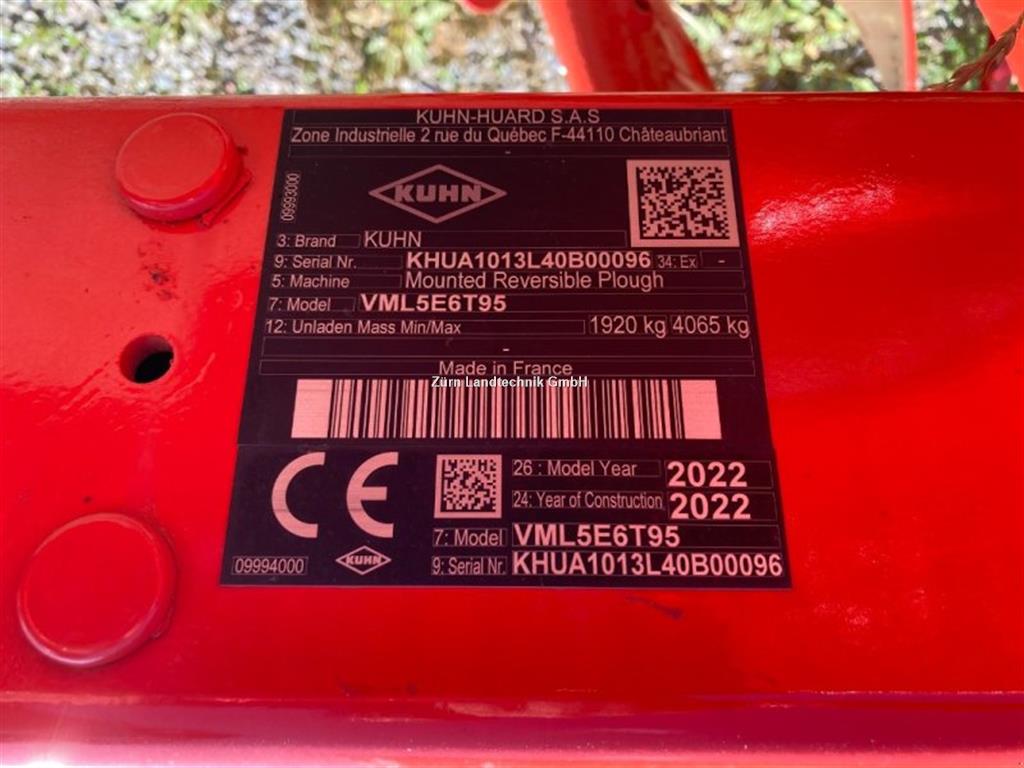 KUHN-HUARD S.A.S
Zone Industrielle 2 rue du Québec F-44110 Châteaubriant
-
09993000
KUHN
3: Brand KUHN
9: Serial Nr. KHUA1013L40B00096 34: Ex -
5: Machine Mounted Reversible Plough
7: Model VML5E6T95
12: Unladen Mass Min/Max 1920 kg 4065 kg
-
Made in France
Zürn Landtechnik GmbH
CE
26 : Model Year 2022
24: Year of Construction 2022
7: Model VML5E6T95
09994000 KUHN 9: Serial Nr. KHUA1013L40B00096